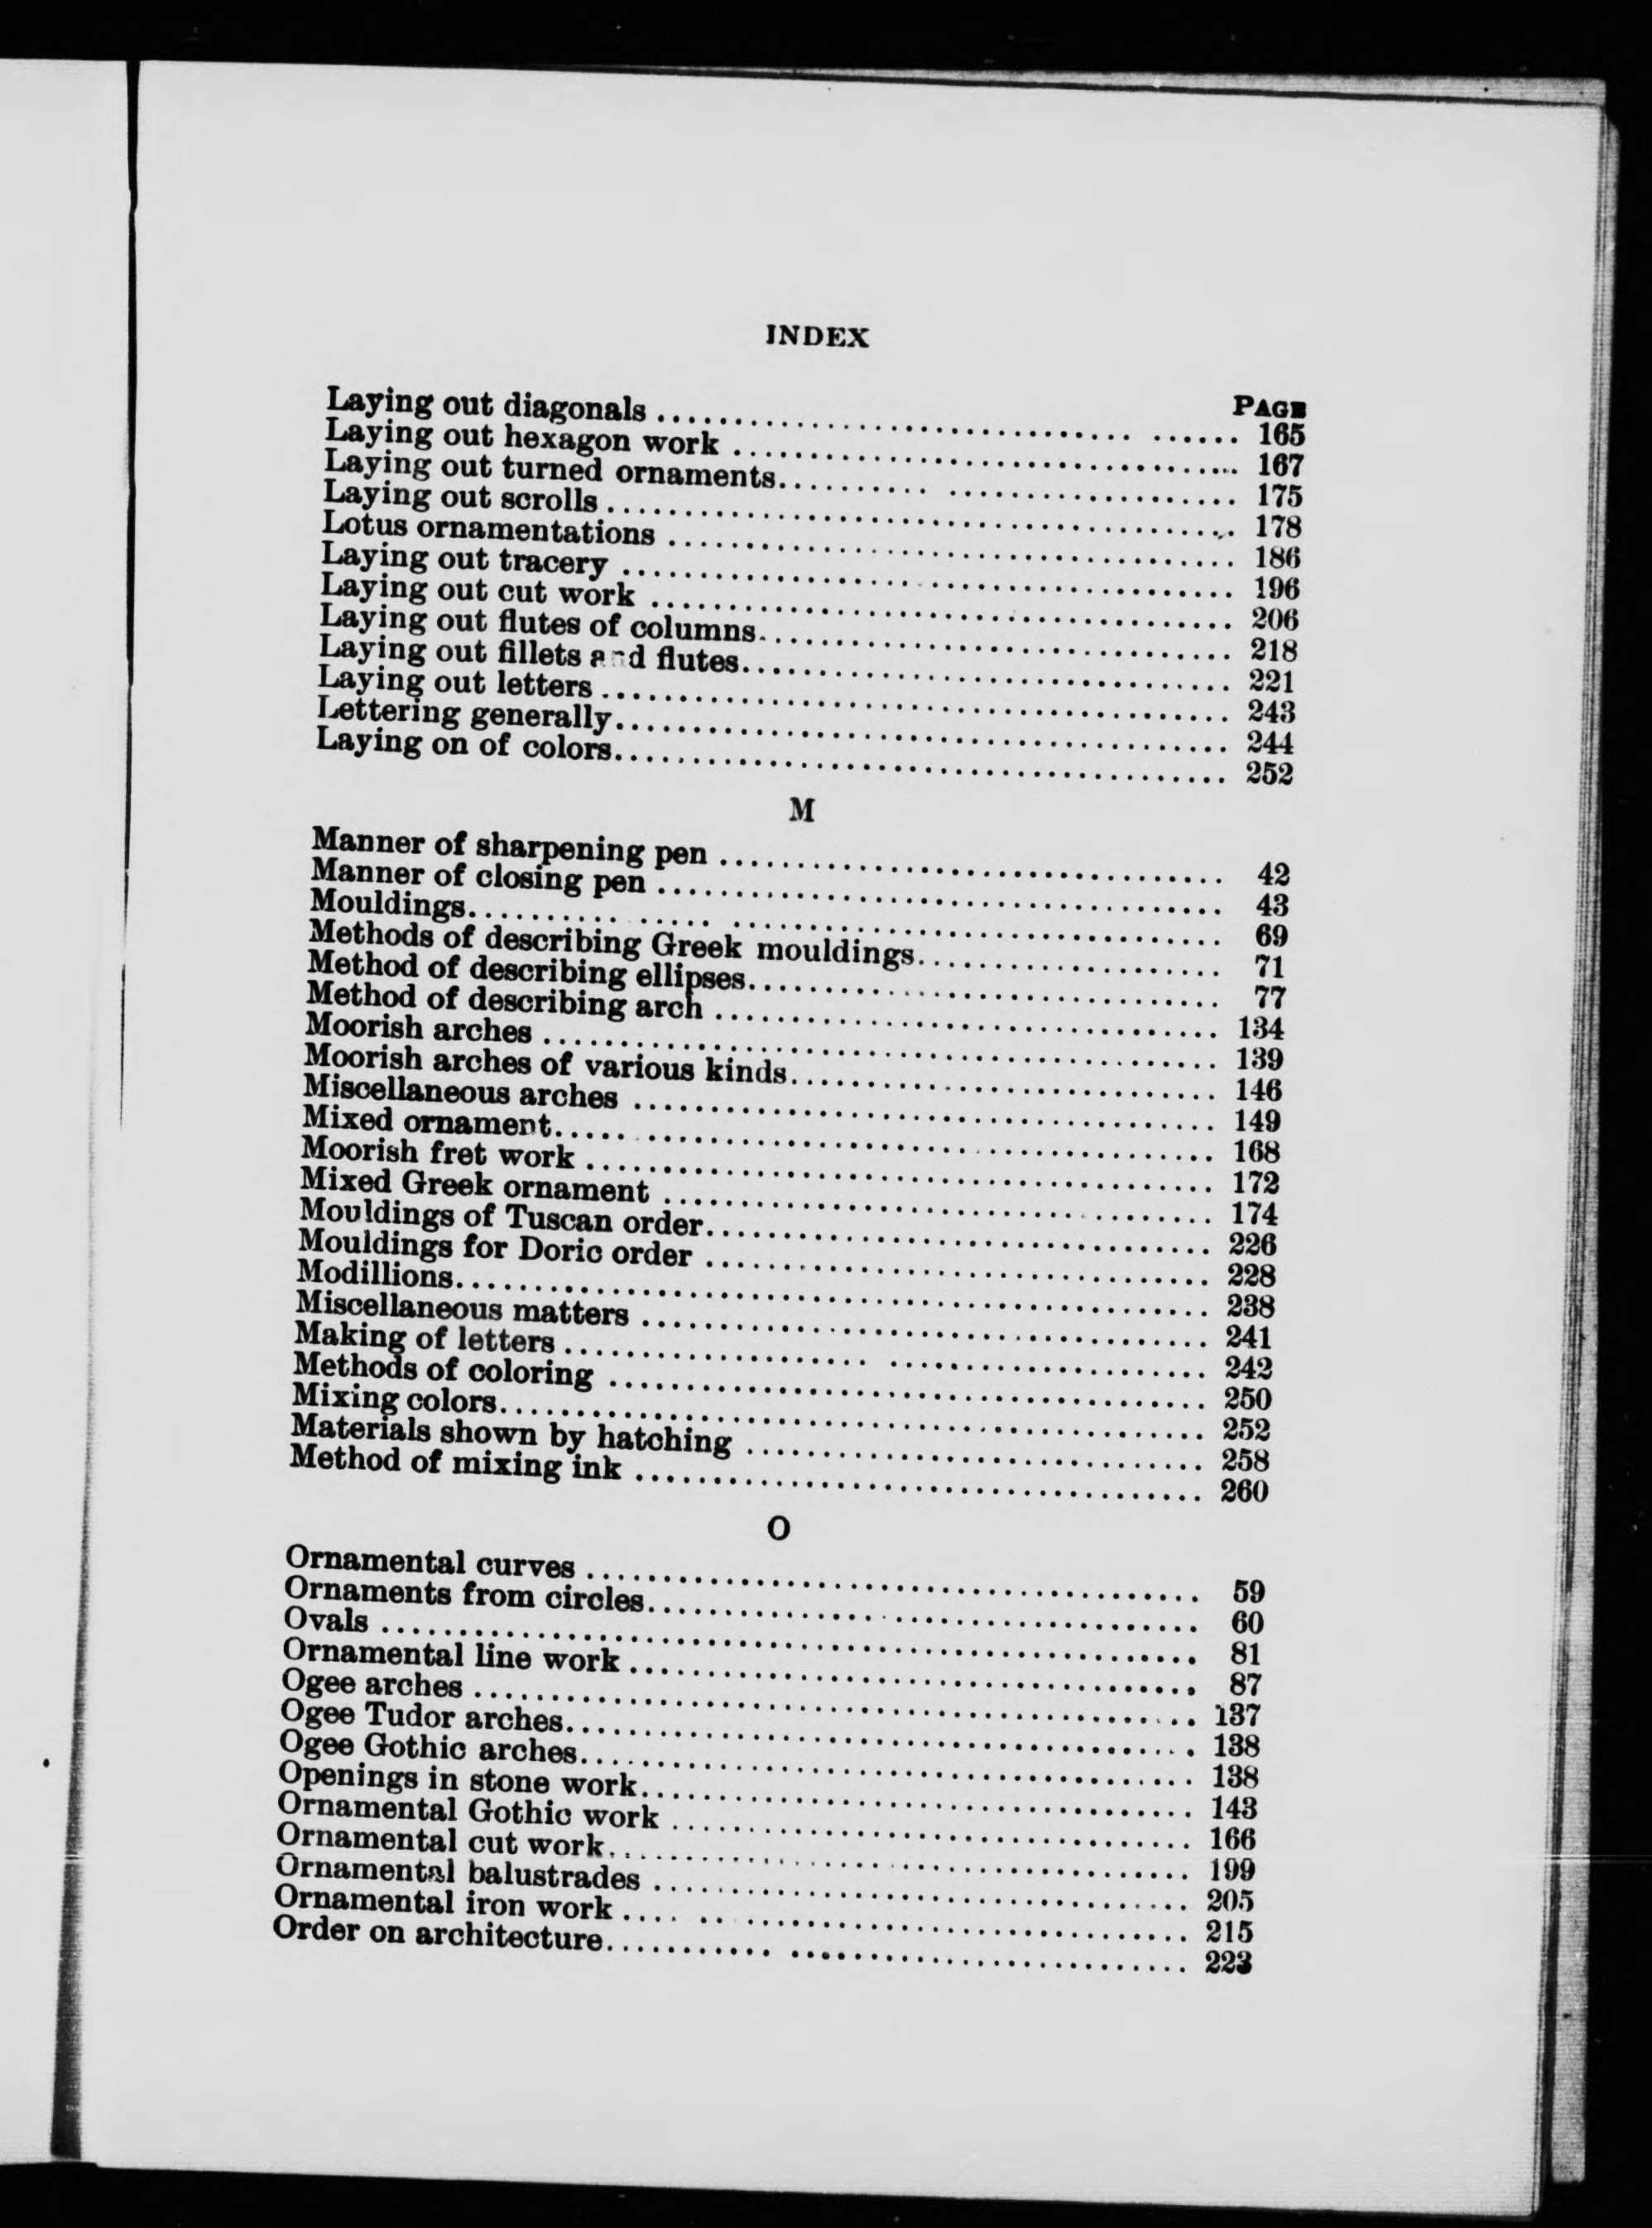 INDEX
PAGE
Laying out diagonals ........................................ 165
Laying out hexagon work ........................................ 167
Laying out turned ornaments........................................ 175
Laying out scrolls ........................................ 178
Lotus ornamentations ........................................ 186
Laying out tracery ........................................ 196
Laying out cut work ........................................ 206
Laying out flutes of columns........................................ 218
Laying out fillets and flutes........................................ 221
Laying out letters ........................................ 243
Lettering generally........................................ 244
Laying on of colors........................................ 252
M
Manner of sharpening pen ........................................ 42
Manner of closing pen ........................................ 43
Mouldings........................................ 69
Methods of describing Greek mouldings.................... 71
Method of describing ellipses........................................ 77
Method of describing arch ........................................ 134
Moorish arches ........................................ 139
Moorish arches of various kinds.............................. 146
Miscellaneous arches ........................................ 149
Mixed ornament........................................ 168
Moorish fret work ........................................ 172
Mixed Greek ornament ........................................ 174
Mouldings of Tuscan order........................................ 226
Mouldings for Doric order ........................................ 228
Modillions........................................ 238
Miscellaneous matters ........................................ 241
Making of letters ........................................ 242
Methods of coloring ........................................ 250
Mixing colors........................................ 252
Materials shown by hatching .............................. 258
Method of mixing ink ........................................ 260
O
Ornamental curves ........................................ 59
Ornaments from circles........................................ 60
Ovals ........................................ 81
Ornamental line work ........................................ 87
Ogee arches ........................................ 137
Ogee Tudor arches........................................ 138
Ogee Gothic arches........................................ 138
Openings in stone work........................................ 143
Ornamental Gothic work ........................................ 166
Ornamental cut work........................................ 199
Ornamental balustrades ........................................ 205
Ornamental iron work ........................................ 215
Order on architecture........................................ 223